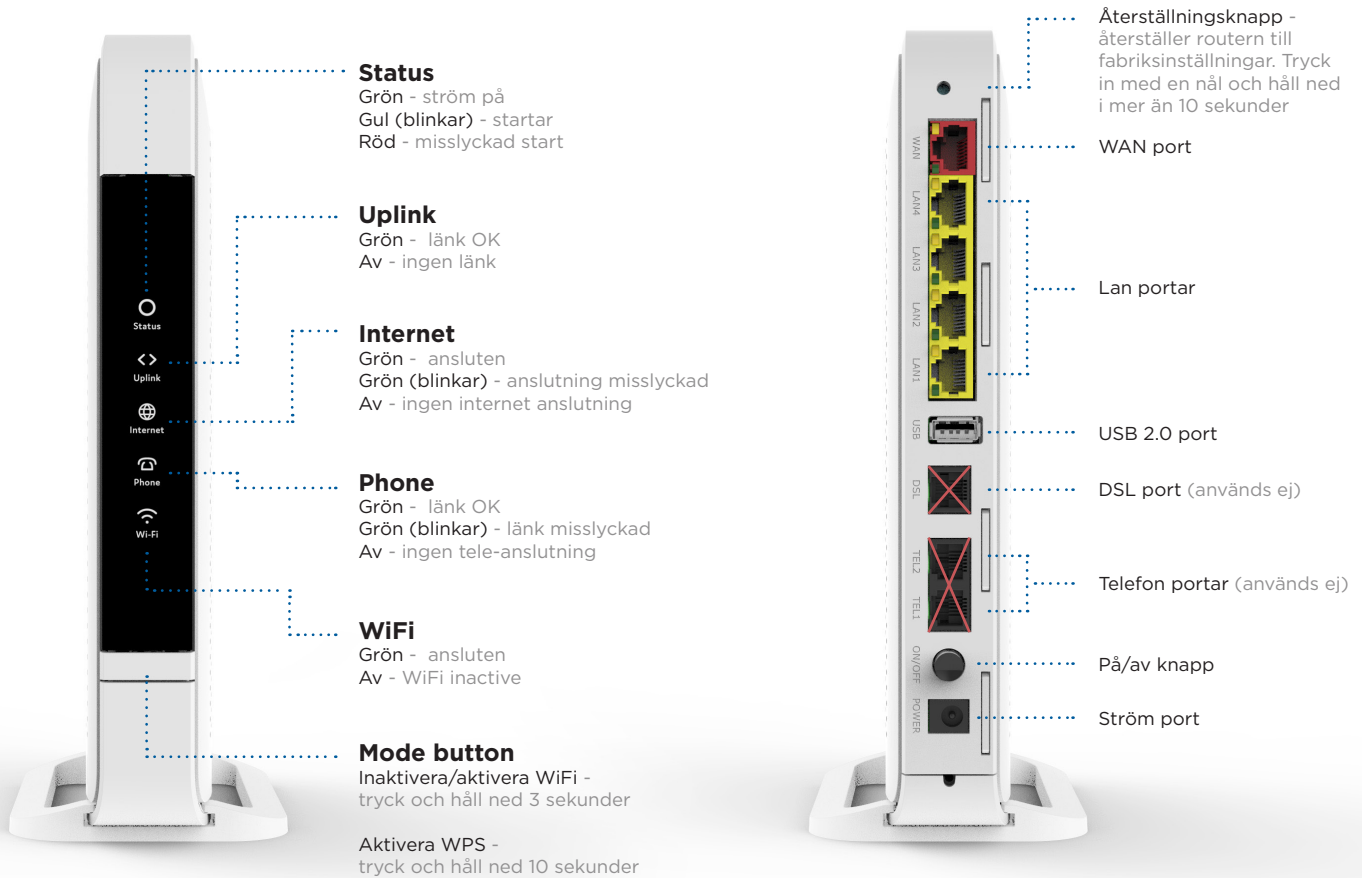 Status
Uplink
Internet
Phone
Wi-Fi
Status
Grön - ström på
Gul (blinkar) - startar
Röd - misslyckad start
Uplink
Grön - länk OK
Av - ingen länk
Internet
Grön - ansluten
Grön (blinkar) - anslutning misslyckad
Av - ingen internet anslutning
Phone
Grön - länk OK
Grön (blinkar) - länk misslyckad
Av - ingen tele-anslutning
WiFi
Grön - ansluten
Av - WiFi inactive
Mode button
Inaktivera/aktivera WiFi -
tryck och håll ned 3 sekunder
Aktivera WPS -
tryck och håll ned 10 sekunder
WAN
LAN4
LAN3
LAN2
LAN1
USB
DSL
TEL2
TEL1
ON/OFF
POWER
Återställningsknapp -
återställer routern till
fabriksinställningar. Tryck
in med en nål och håll ned
i mer än 10 sekunder
WAN port
Lan portar
USB 2.0 port
DSL port (används ej)
Telefon portar (används ej)
På/av knapp
Ström port